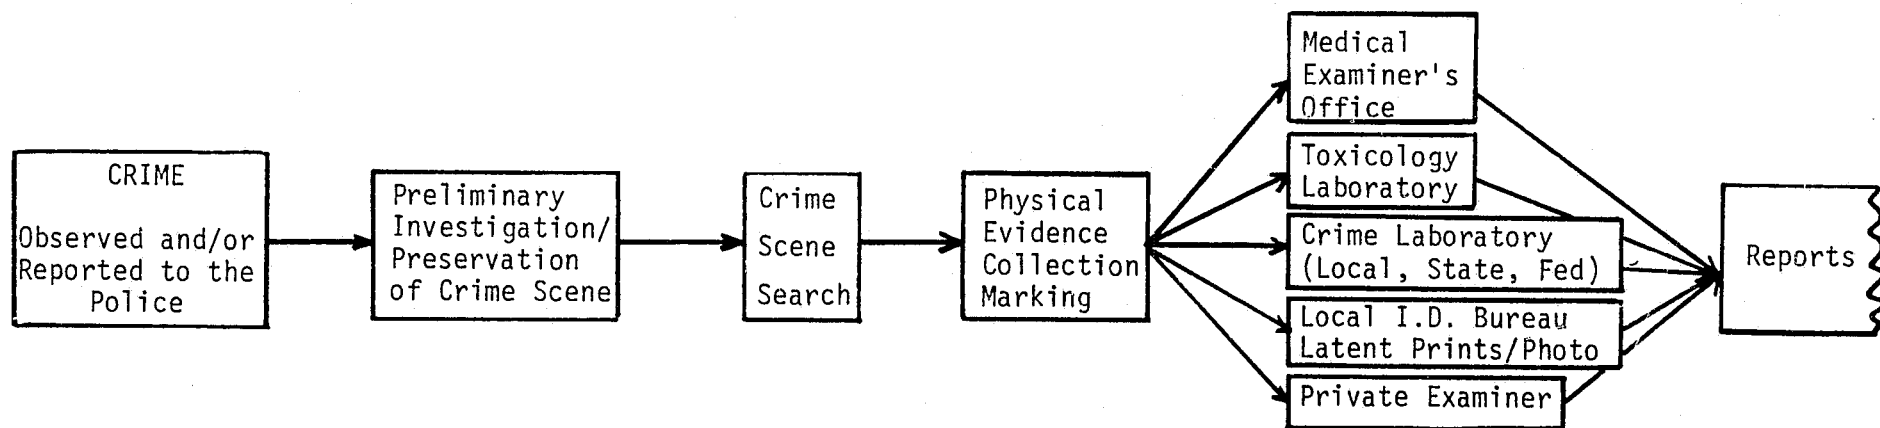 CRIME
Observed and/or
Reported to the
Police
Preliminary
Investigation/
Preservation
of Crime Scene
Crime
Scene
Search
Physical
Evidence
Collection
Marking
Medical
Examiner's
Office
Toxicology
Laboratory
Crime Laboratory
(Local, State, Fed)
Local I.D. Bureau
Latent Prints/Photo
Private Examiner
Reports